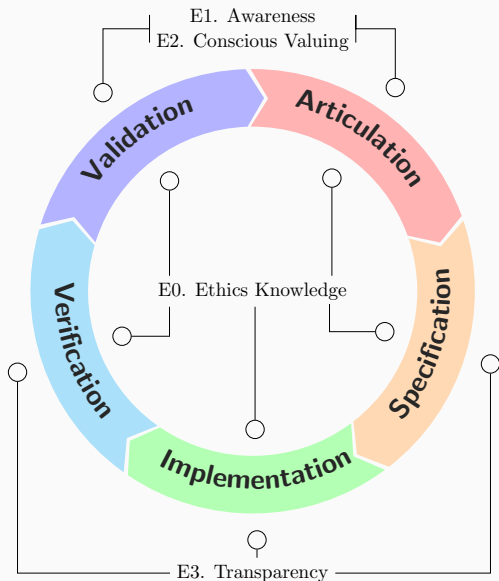 E1. Awareness
E2. Conscious Valuing
Validation
Articulation
E0. Ethics Knowledge
Verification
Specification
Implementation
E3. Transparency